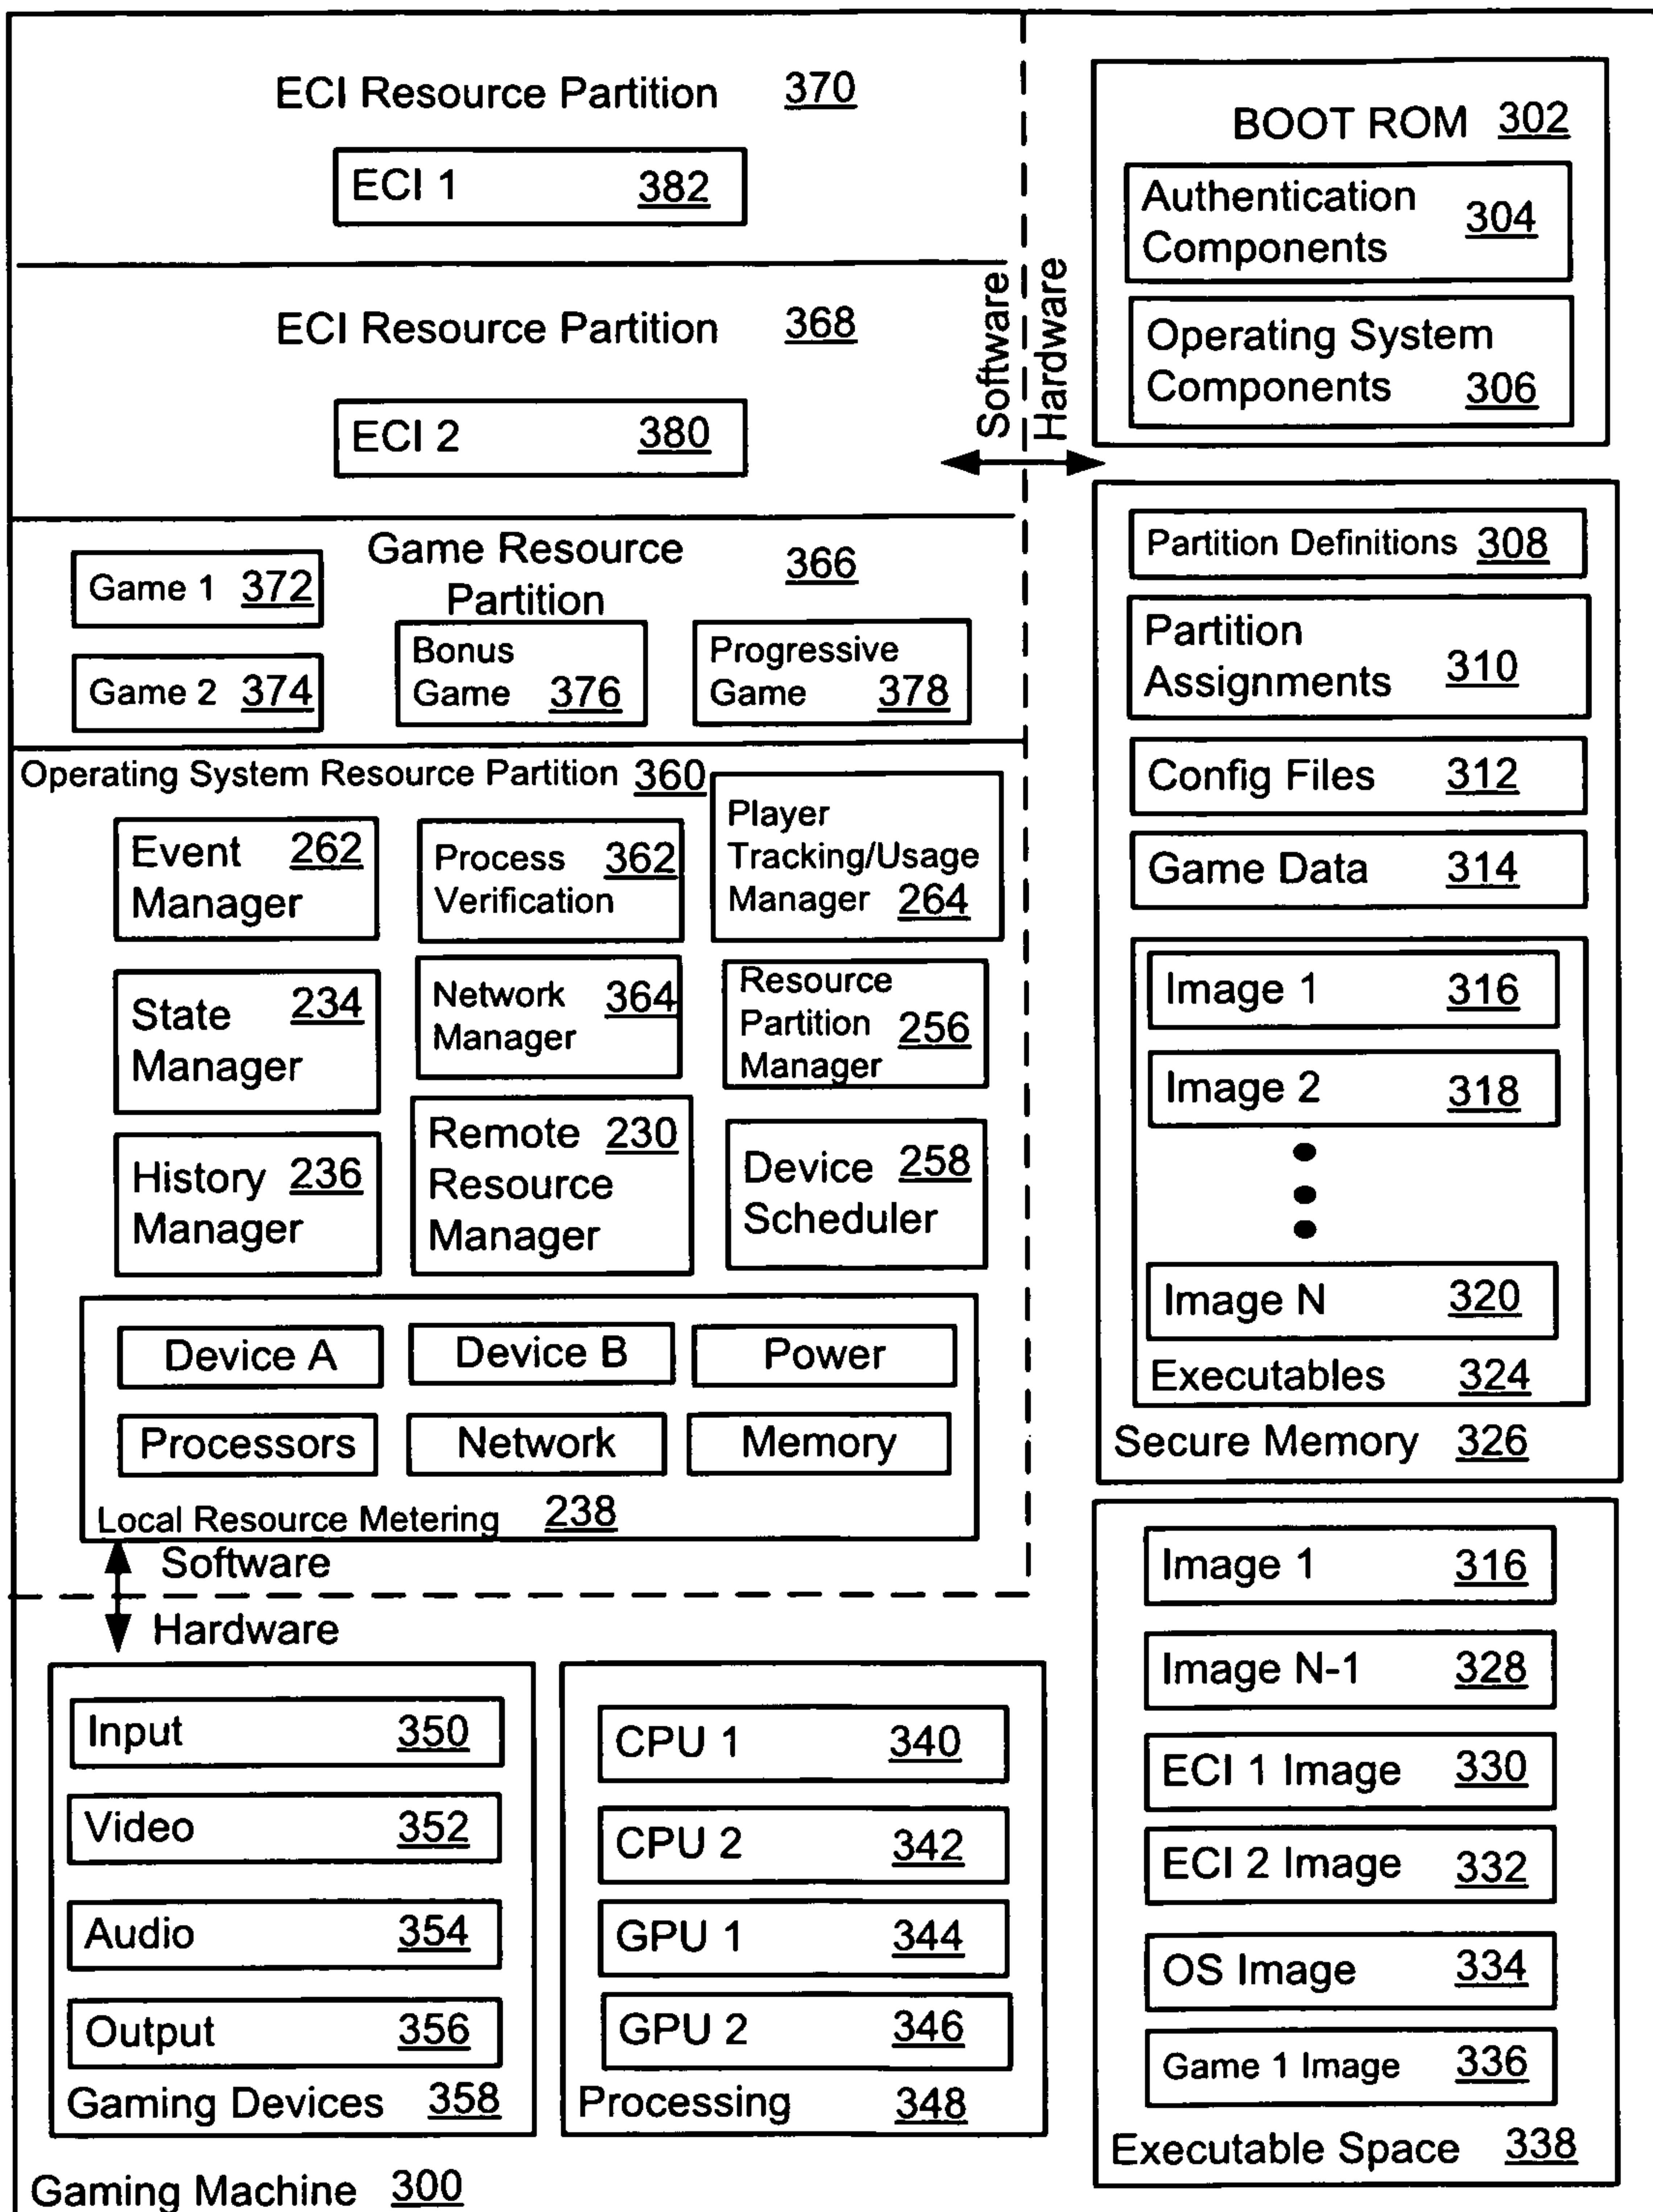 ECI Resource Partition 370
ECI 1 382
ECI Resource Partition 368
ECI 2 380
Software
Hardware
Game Resource
Partition
366
Game 1 372
Game 2 374
Bonus
Game 376
Progressive
Game 378
Operating System Resource Partition 360
Event 262
Manager
Process 362
Verification
Player
Tracking/Usage
Manager 264
State 234
Manager
Network 364
Manager
Resource
Partition 256
Manager
History 236
Manager
Remote 230
Resource
Manager
Device 258
Scheduler
Device A
Device B
Power
Processors
Network
Memory
Local Resource Metering 238
Software
Hardware
Input 350
Video 352
Audio 354
Output 356
Gaming Devices 358
CPU 1 340
CPU 2 342
GPU 1 344
GPU 2 346
Processing 348
Gaming Machine 300
BOOT ROM 302
Authentication
Components
304
Operating System
Components 306
Partition Definitions 308
Partition
Assignments 310
Config Files 312
Game Data 314
Image 1 316
Image 2 318
Image N 320
Executables 324
Secure Memory 326
Image 1 316
Image N-1 328
ECI 1 Image 330
ECI 2 Image 332
OS Image 334
Game 1 Image 336
Executable Space 338